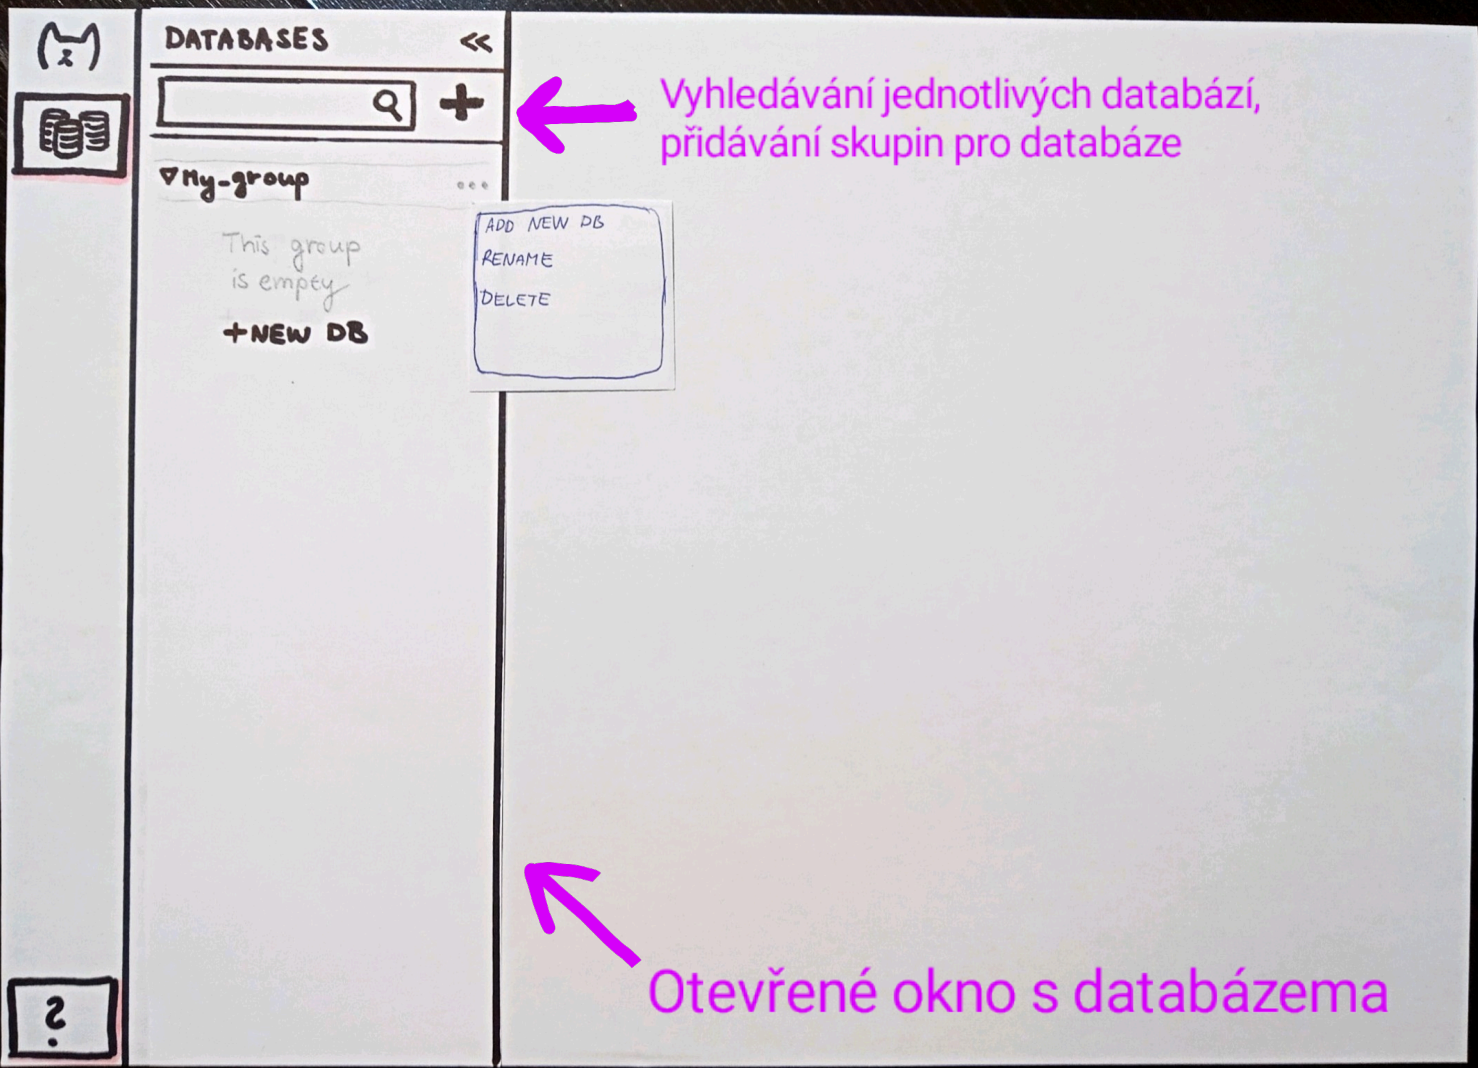 DATABASES <<
+
Vyhledávání jednotlivých databází,
přidávání skupin pro databáze
My-group ...
This group
is empty
+NEW DB
ADD NEW DB
RENAME
DELETE
Otevřené okno s databázema
?